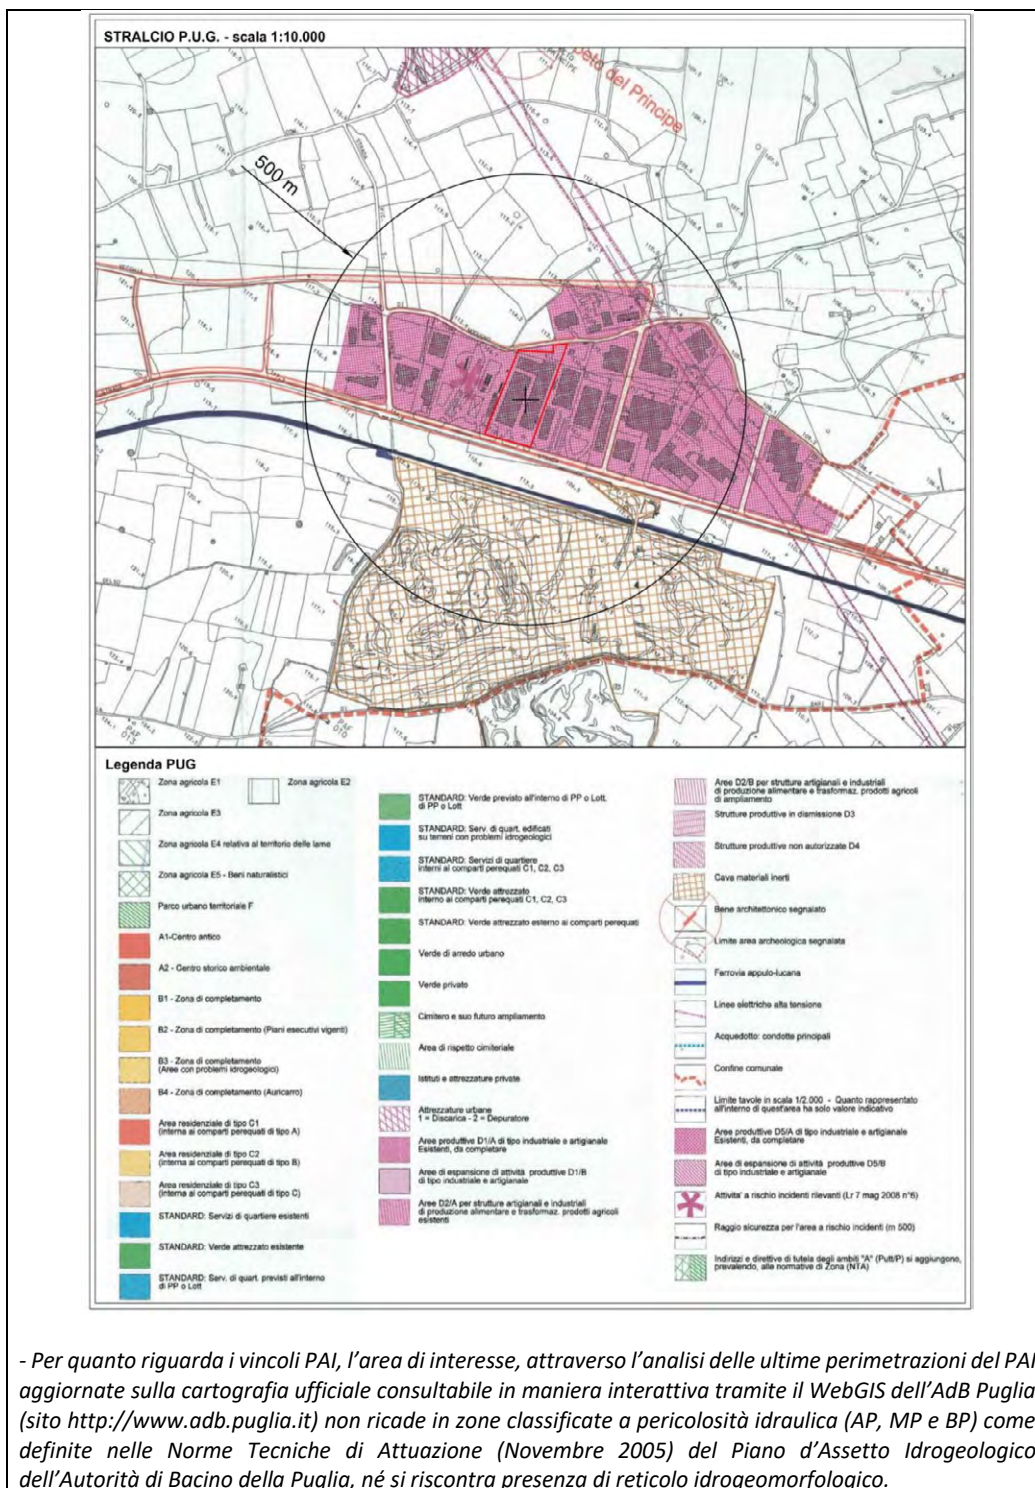 STRALCIO P.U.G. - scala 1:10.000
peto del Principe
500 m
Legenda PUG
Zona agricola E1
Zona agricola E2
Zona agricola E3
Zona agricola E4 relativa al territorio delle lame
Zona agricola E5 - Beni naturalistici
Parco urbano territoriale F
A1-Centro antico
A2 - Centro storico ambientale
B1 - Zona di completamento
B2 - Zona di completamento (Piani esecutivi vigenti)
B3 - Zona di completamento
(Aree con problemi idrogeologici)
B4 - Zona di completamento (Auricarro)
Area residenziale di tipo C1
(interna ai comparti perequati di tipo A)
Area residenziale di tipo C2
(interna ai comparti perequati di tipo B)
Area residenziale di tipo C3
(interna ai comparti perequati di tipo C)
STANDARD: Servizi di quartiere esistenti
STANDARD: Verde attrezzato esistente
STANDARD: Serv. di quart. previsti all'interno
di PP o Lott
STANDARD: Verde previsto all'interno di PP o Lott.
di PP o Lott
STANDARD: Serv. di quart. edificati
su terreni con problemi idrogeologici
STANDARD: Servizi di quartiere
interni ai comparti perequati C1, C2, C3
STANDARD: Verde attrezzato
interno ai comparti perequati C1, C2, C3
STANDARD: Verde attrezzato esterno ai comparti perequati
Verde di arredo urbano
Verde privato
Cimitero e suo futuro ampliamento
Area di rispetto cimiteriale
Istituti e attrezzature private
Attrezzature urbane
1 = Discarica - 2 = Depuratore
Aree produttive D1/A di tipo industriale e artigianale
Esistenti, da completare
Aree di espansione di attività produttive D1/B
di tipo industriale e artigianale
Aree D2/A per strutture artigianali e industriali
di produzione alimentare e trasformaz. prodotti agricoli
esistenti
Aree D2/B per strutture artigianali e industriali
di produzione alimentare e trasformaz. prodotti agricoli
di ampliamento
Strutture produttive in dismissione D3
Strutture produttive non autorizzate D4
Cava materiali inerti
Bene architettonico segnalato
Limite area archeologica segnalata
Ferrovia appulo-lucana
Linee elettriche alta tensione
Acquedotto: condotte principali
Confine comunale
Limite tavole in scala 1/2.000 - Quanto rappresentato
all'interno di quest'area ha solo valore indicativo
Aree produttive D5/A di tipo industriale e artigianale
Esistenti, da completare
Aree di espansione di attività produttive D5/B
di tipo industriale e artigianale
Attivita' a rischio incidenti rilevanti (Lr 7 mag 2008 n°6)
Raggio sicurezza per l'area a rischio incidenti (m 500)
Indirizzi e direttive di tutela degli ambiti "A" (Putt/P) si aggiungono,
prevalendo, alle normative di Zona (NTA)
- Per quanto riguarda i vincoli PAI, l'area di interesse, attraverso l'analisi delle ultime perimetrazioni del PAI
aggiornate sulla cartografia ufficiale consultabile in maniera interattiva tramite il WebGIS dell'AdB Puglia
(sito http://www.adb.puglia.it) non ricade in zone classificate a pericolosità idraulica (AP, MP e BP) come
definite nelle Norme Tecniche di Attuazione (Novembre 2005) del Piano d'Assetto Idrogeologico
dell'Autorità di Bacino della Puglia, né si riscontra presenza di reticolo idrogeomorfologico.